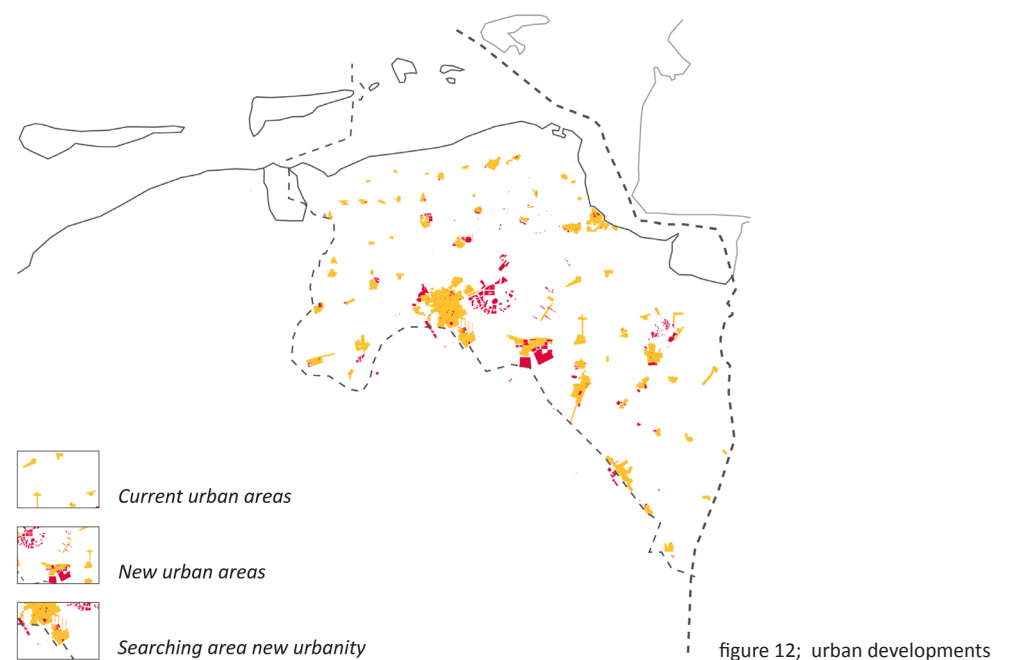 Current urban areas
New urban areas
Searching area new urbanity
figure 12; urban developments